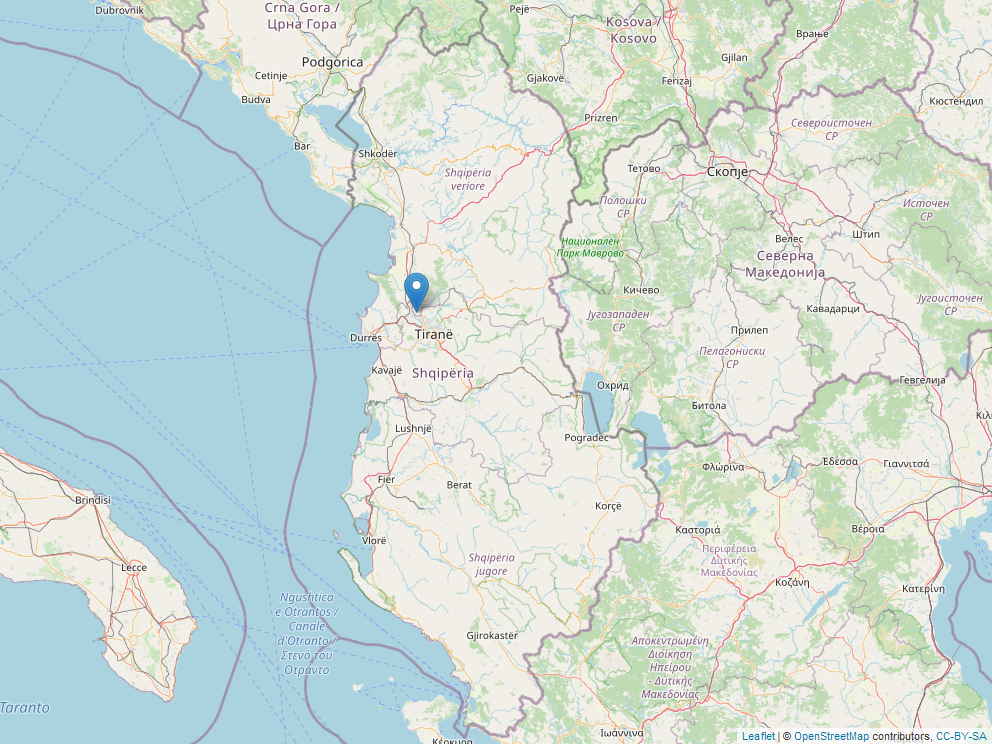 Dubrovnik
Crna Gora /
Црна Гора
Pejë
Kosova /
Kosovo
Врање
Podgorica
Gjilan
Cetinje
Gjakovë
Ferizaj
Budva
Кюстендил
Prizren
Североисточен
СР
Bar
Shkodër
Тетово
Скопје
Shqipëria
veriore
Полошки
СР
Источен
СР
Штип
Велес
Национален
Парк Маврово
Северна
Македонија
Кичево
Југоисточен
СР
Кавадарци
Југозападен
СР
Прилеп
Tiranë
Durrës
Пелагониски
СР
Kavajë
Shqipëria
Гевгелија
Охрид
Битола
Κιλ
Lushnjë
Pogradec
Φλώρινα
Έδεσσα
Γιαννιτσά
Fier
Berat
Brindisi
Korçë
Καστοριά
Βέροια
Vlorë
Περιφέρεια
Δυτικής
Μακεδονίας
Shqipëria
jugore
Lecce
Κοζάνη
Κατερίνη
Ngushtica
e Otrantos /
Canale
d'Otranto /
Στενό του
Οτράντο
Gjirokastër
Αποκεντρωμένη
Διοίκηση
Ηπείρου
- Δυτικής
Μακεδονίας
Taranto
Κέρκυρα
Ιωάννινα
Leaflet | © OpenStreetMap contributors, CC-BY-SA